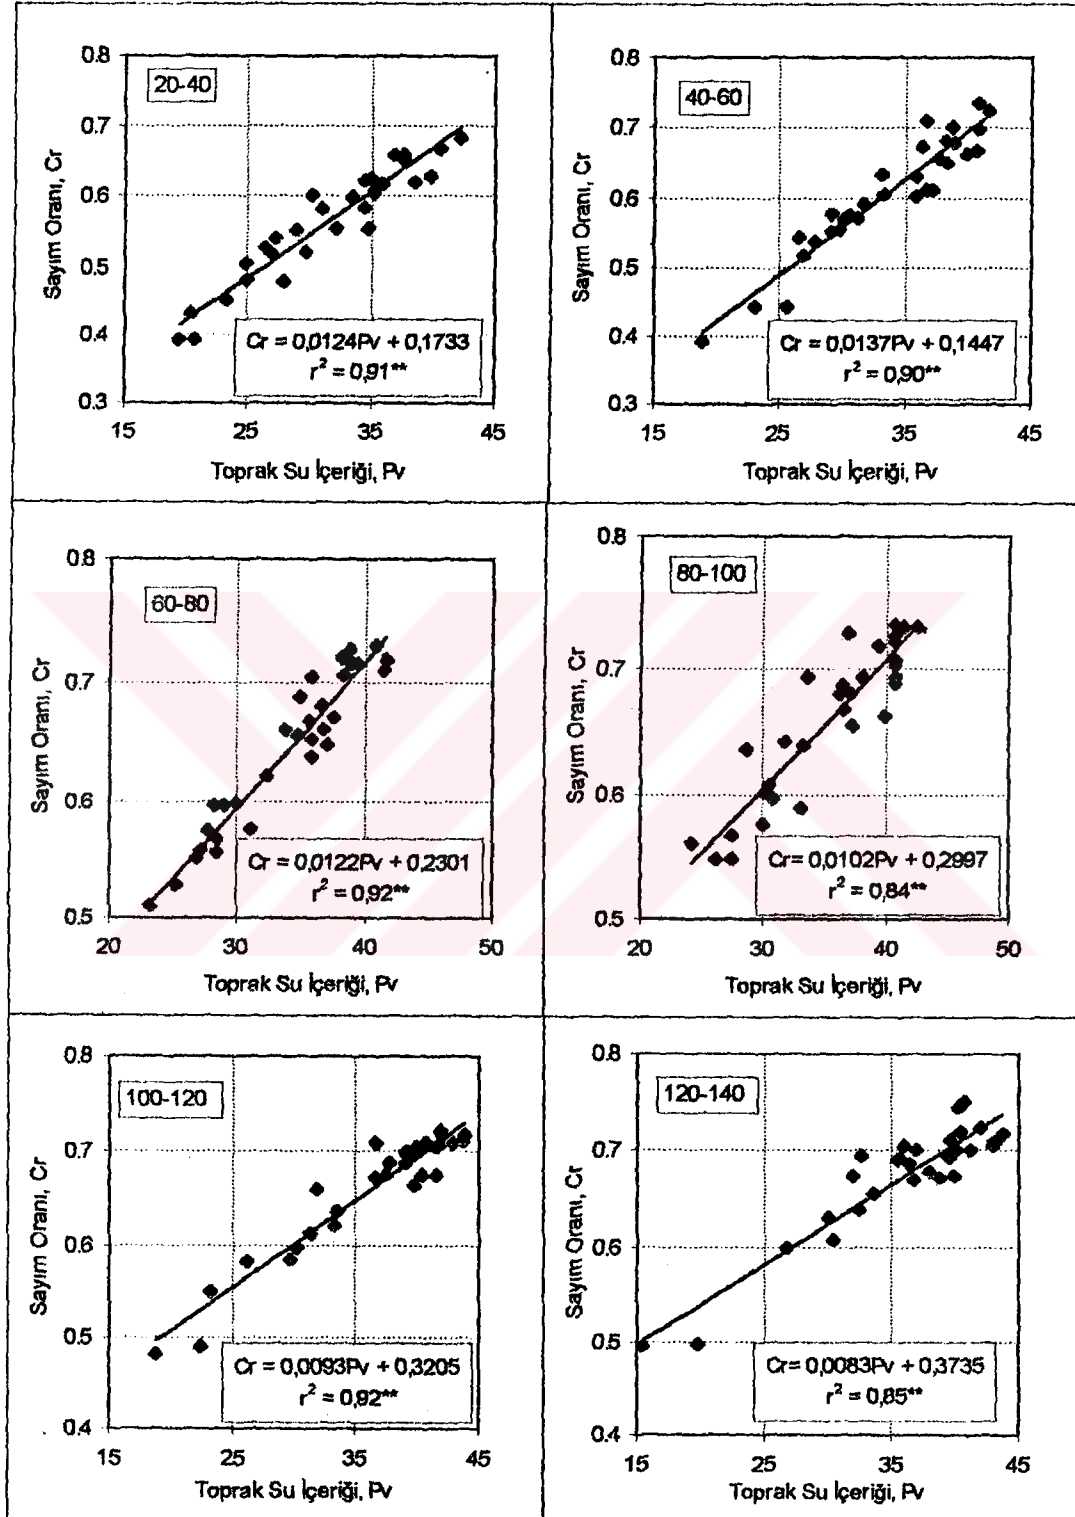 0.8
20-40
0.7
0.6
0.5
0.4
0.3
Sayım Oranı, Cr
Cr = 0,0124Pv + 0,1733
r² = 0,91**
15 25 35 45
Toprak Su İçeriği, Pv
0.8
40-60
0.7
0.6
0.5
0.4
0.3
Sayım Oranı, Cr
Cr = 0,0137Pv + 0,1447
r² = 0,90**
15 25 35 45
Toprak Su İçeriği, Pv
0.8
60-80
0.7
0.6
0.5
Sayım Oranı, Cr
Cr = 0,0122Pv + 0,2301
r² = 0,92**
20 30 40 50
Toprak Su İçeriği, Pv
0.8
80-100
0.7
0.6
0.5
Sayım Oranı, Cr
Cr= 0,0102Pv + 0,2997
r² = 0,84**
20 30 40 50
Toprak Su İçeriği, Pv
0.8
100-120
0.7
0.6
0.5
0.4
Sayım Oranı, Cr
Cr = 0,0093Pv + 0,3205
r² = 0,92**
15 25 35 45
Toprak Su İçeriği, Pv
0.8
120-140
0.7
0.6
0.5
0.4
Sayım Oranı, Cr
Cr= 0,0083Pv + 0,3735
r² = 0,85**
15 25 35 45
Toprak Su İçeriği, Pv